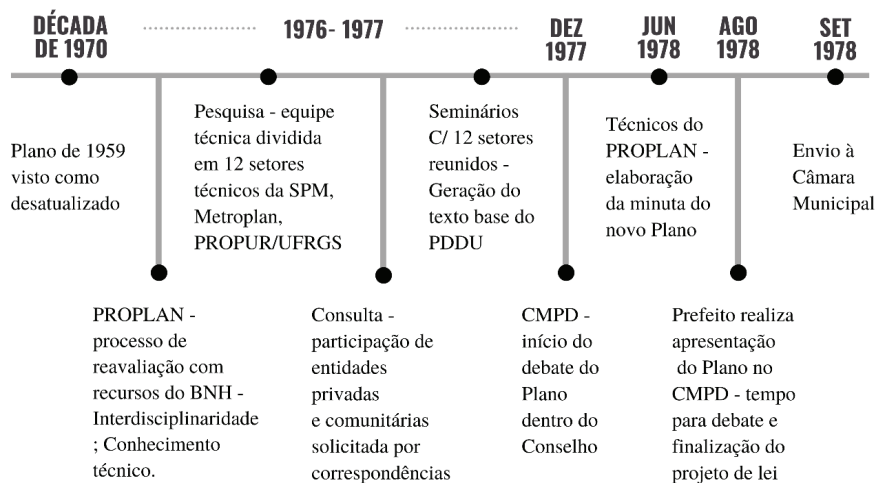 DÉCADA
DE 1970
1976- 1977
DEZ
1977
JUN
1978
AGO
1978
SET
1978
Plano de 1959
visto como
desatualizado
Pesquisa - equipe
técnica dividida
em 12 setores
técnicos da SPM,
Metroplan,
PROPUR/UFRGS
Seminários
C/ 12 setores
reunidos -
Geração do
texto base do
PDDU
Técnicos do
PROPLAN -
elaboração
da minuta do
novo Plano
Envio à
Câmara
Municipal
PROPLAN -
processo de
reavaliação com
recursos do BNH -
Interdisciplinaridade
; Conhecimento
técnico.
Consulta -
participação de
entidades
privadas
e comunitárias
solicitada por
correspondências
CMPD -
início do
debate do
Plano
dentro do
Conselho
Prefeito realiza
apresentação
do Plano no
CMPD - tempo
para debate e
finalização do
projeto de lei